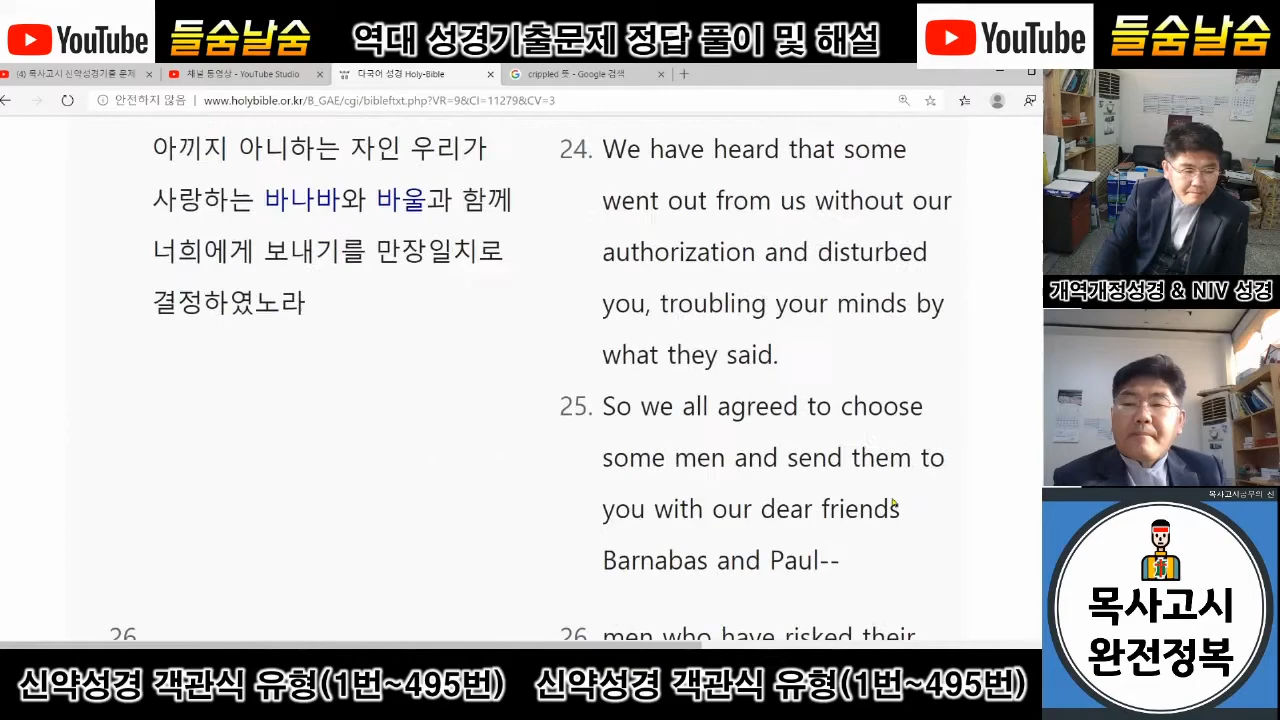 YouTube 들숨날숨 역대 성경기출문제 정답 풀이 및 해설 YouTube 들숨날숨
(4) 목사고시 신약성경기출 문제 × 채널 동영상 - YouTube Studio × 다국어 성경 Holy-Bible × crippled 뜻 - Google 검색 × +
안전하지 않음 | www.holybible.or.kr/B_GAE/cgi/bibleftxt.php?VR=9&CI=11279&CV=3
아끼지 아니하는 자인 우리가
사랑하는 바나바와 바울과 함께
너희에게 보내기를 만장일치로
결정하였노라
26
24. We have heard that some
went out from us without our
authorization and disturbed
you, troubling your minds by
what they said.
25. So we all agreed to choose
some men and send them to
you with our dear friends
Barnabas and Paul--
26 men who have risked their
개역개정성경 & NIV 성경
목사고시공부의 신
목사고시
완전정복
신약성경 객관식 유형(1번~495번) 신약성경 객관식 유형(1번~495번)